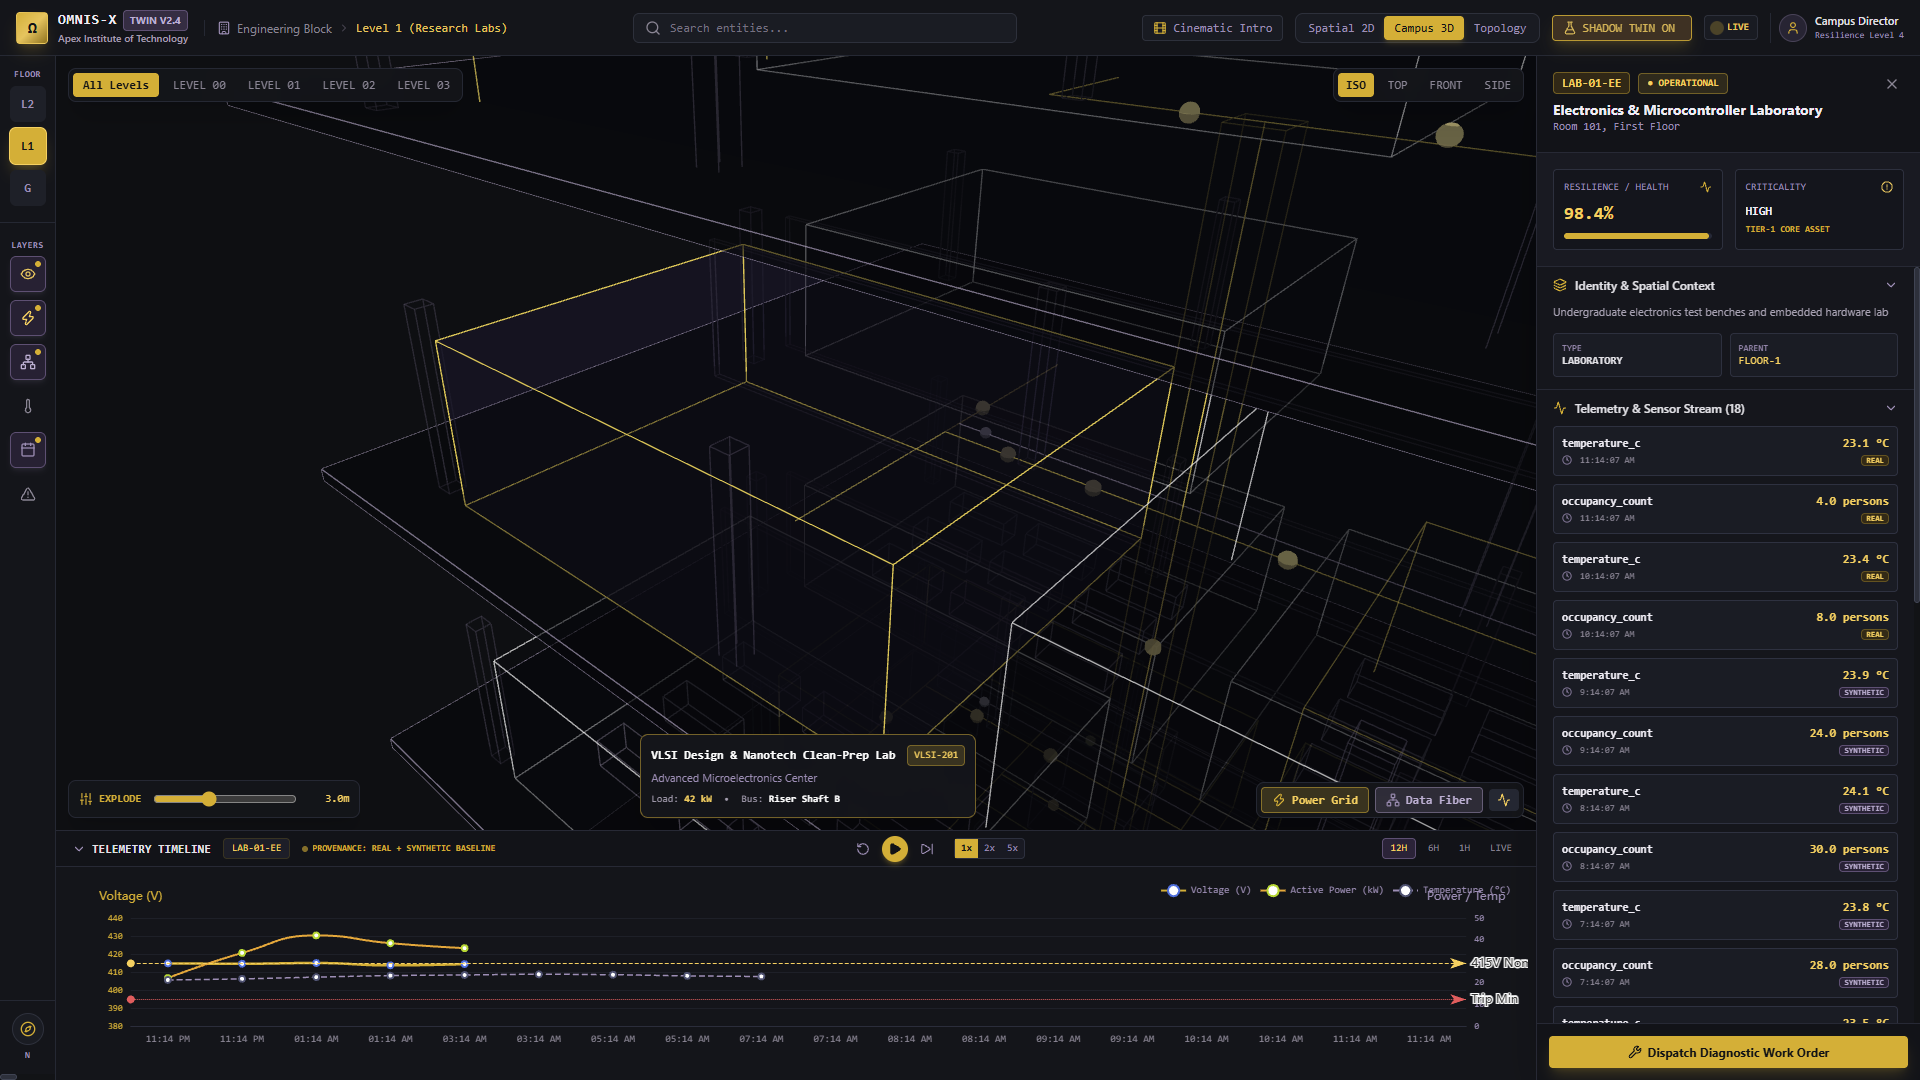 Ω
OMNIS-X TWIN V2.4
Apex Institute of Technology
Engineering Block > Level 1 (Research Labs)
Search entities...
Cinematic Intro
Spatial 2D Campus 3D Topology
SHADOW TWIN ON
LIVE
Campus Director
Resilience Level 4
FLOOR
L2
L1
G
LAYERS
N
All Levels LEVEL 00 LEVEL 01 LEVEL 02 LEVEL 03
ISO TOP FRONT SIDE
EXPLODE 3.0m
VLSI Design & Nanotech Clean-Prep Lab VLSI-201
Advanced Microelectronics Center
Load: 42 kW • Bus: Riser Shaft B
Power Grid Data Fiber
TELEMETRY TIMELINE LAB-01-EE PROVENANCE: REAL + SYNTHETIC BASELINE
1x 2x 5x
12H 6H 1H LIVE
Voltage (V)
Voltage (V) Active Power (kW) Temperature (°C)
Power / Temp
440
430
420
410
400
390
380
50
40
20
0
415V Nom
Trip Min
11:14 PM 11:14 PM 01:14 AM 01:14 AM 03:14 AM 03:14 AM 05:14 AM 05:14 AM 07:14 AM 07:14 AM 08:14 AM 08:14 AM 09:14 AM 09:14 AM 10:14 AM 10:14 AM 11:14 AM 11:14 AM
LAB-01-EE OPERATIONAL
Electronics & Microcontroller Laboratory
Room 101, First Floor
RESILIENCE / HEALTH
98.4%
CRITICALITY
HIGH
TIER-1 CORE ASSET
Identity & Spatial Context
Undergraduate electronics test benches and embedded hardware lab
TYPE
LABORATORY
PARENT
FLOOR-1
Telemetry & Sensor Stream (18)
temperature_c 23.1 °C
11:14:07 AM REAL
occupancy_count 4.0 persons
11:14:07 AM REAL
temperature_c 23.4 °C
10:14:07 AM REAL
occupancy_count 8.0 persons
10:14:07 AM REAL
temperature_c 23.9 °C
9:14:07 AM SYNTHETIC
occupancy_count 24.0 persons
9:14:07 AM SYNTHETIC
temperature_c 24.1 °C
8:14:07 AM SYNTHETIC
occupancy_count 30.0 persons
8:14:07 AM SYNTHETIC
temperature_c 23.8 °C
7:14:07 AM SYNTHETIC
occupancy_count 28.0 persons
7:14:07 AM SYNTHETIC
temperature_c 23.5 °C
Dispatch Diagnostic Work Order